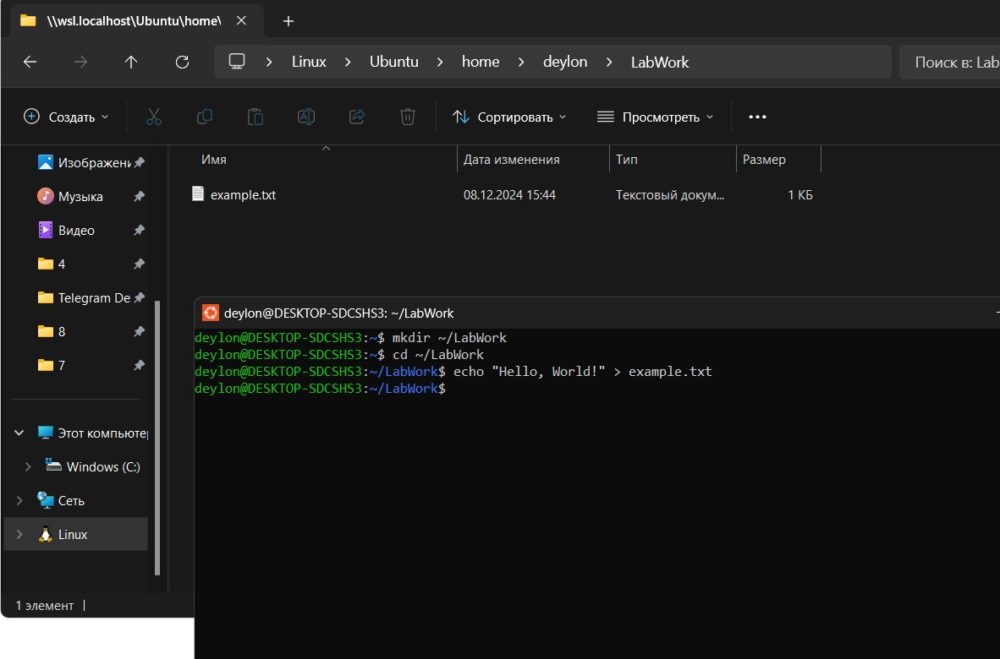 \\wsl.localhost\Ubuntu\home\
Linux > Ubuntu > home > deylon > LabWork
Поиск в: Lab
Создать
Сортировать
Просмотреть
Имя Дата изменения Тип Размер
example.txt 08.12.2024 15:44 Текстовый докум... 1 КБ
Изображени
Музыка
Видео
4
Telegram De
8
7
Этот компьютер
Windows (C:)
Сеть
Linux
1 элемент
deylon@DESKTOP-SDCSHS3: ~/LabWork
deylon@DESKTOP-SDCSHS3:~$ mkdir ~/LabWork
deylon@DESKTOP-SDCSHS3:~$ cd ~/LabWork
deylon@DESKTOP-SDCSHS3:~/LabWork$ echo "Hello, World!" > example.txt
deylon@DESKTOP-SDCSHS3:~/LabWork$